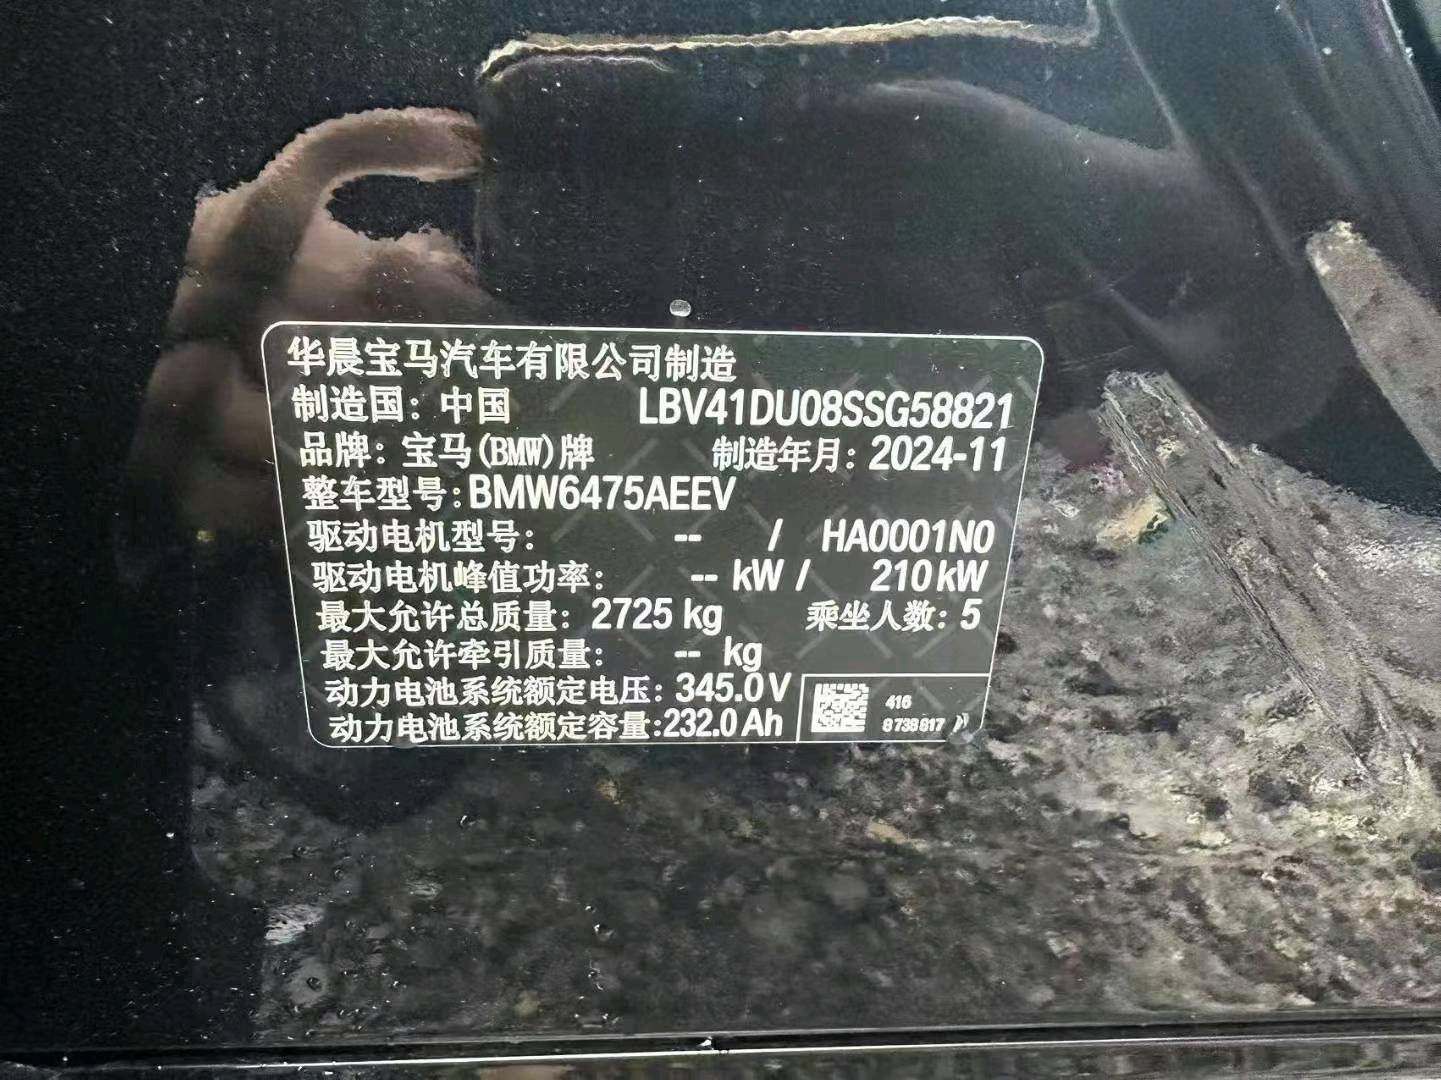 华晨宝马汽车有限公司制造
制造国：中国 LBV41DU08SSG58821
品牌：宝马(BMW)牌 制造年月：2024-11
整车型号：BMW6475AEEV
驱动电机型号： -- / HA0001N0
驱动电机峰值功率： -- kW / 210kW
最大允许总质量：2725 kg 乘坐人数：5
最大允许牵引质量： -- kg
动力电池系统额定电压：345.0V
动力电池系统额定容量：232.0Ah
416
8738817